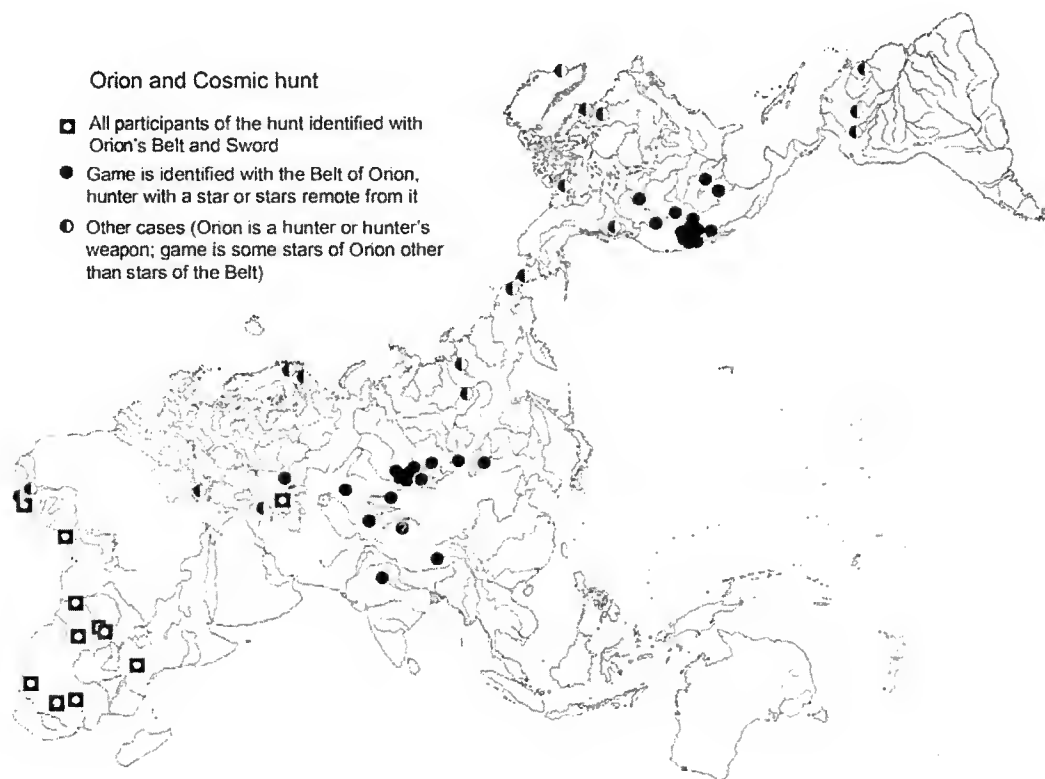 Orion and Cosmic hunt
All participants of the hunt identified with
Orion's Belt and Sword
Game is identified with the Belt of Orion,
hunter with a star or stars remote from it
Other cases (Orion is a hunter or hunter's
weapon; game is some stars of Orion other
than stars of the Belt)
?